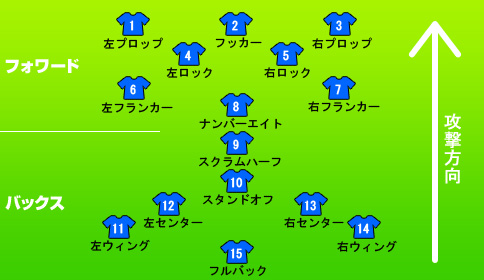 1
2
3
左プロップ
フッカー
右プロップ
4
5
フォワード
左ロック
右ロック
6
7
左フランカー
右フランカー
8
ナンバーエイト
攻撃方向
9
スクラムハーフ
10
バックス
スタンドオフ
12
13
左センター
右センター
11
14
左ウィング
右ウィング
15
フルバック